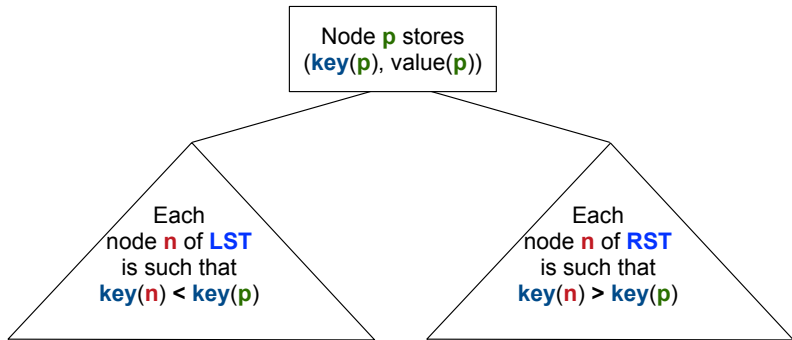 Node p stores
(key(p), value(p))
Each
node n of LST
is such that
key(n) < key(p)
Each
node n of RST
is such that
key(n) > key(p)